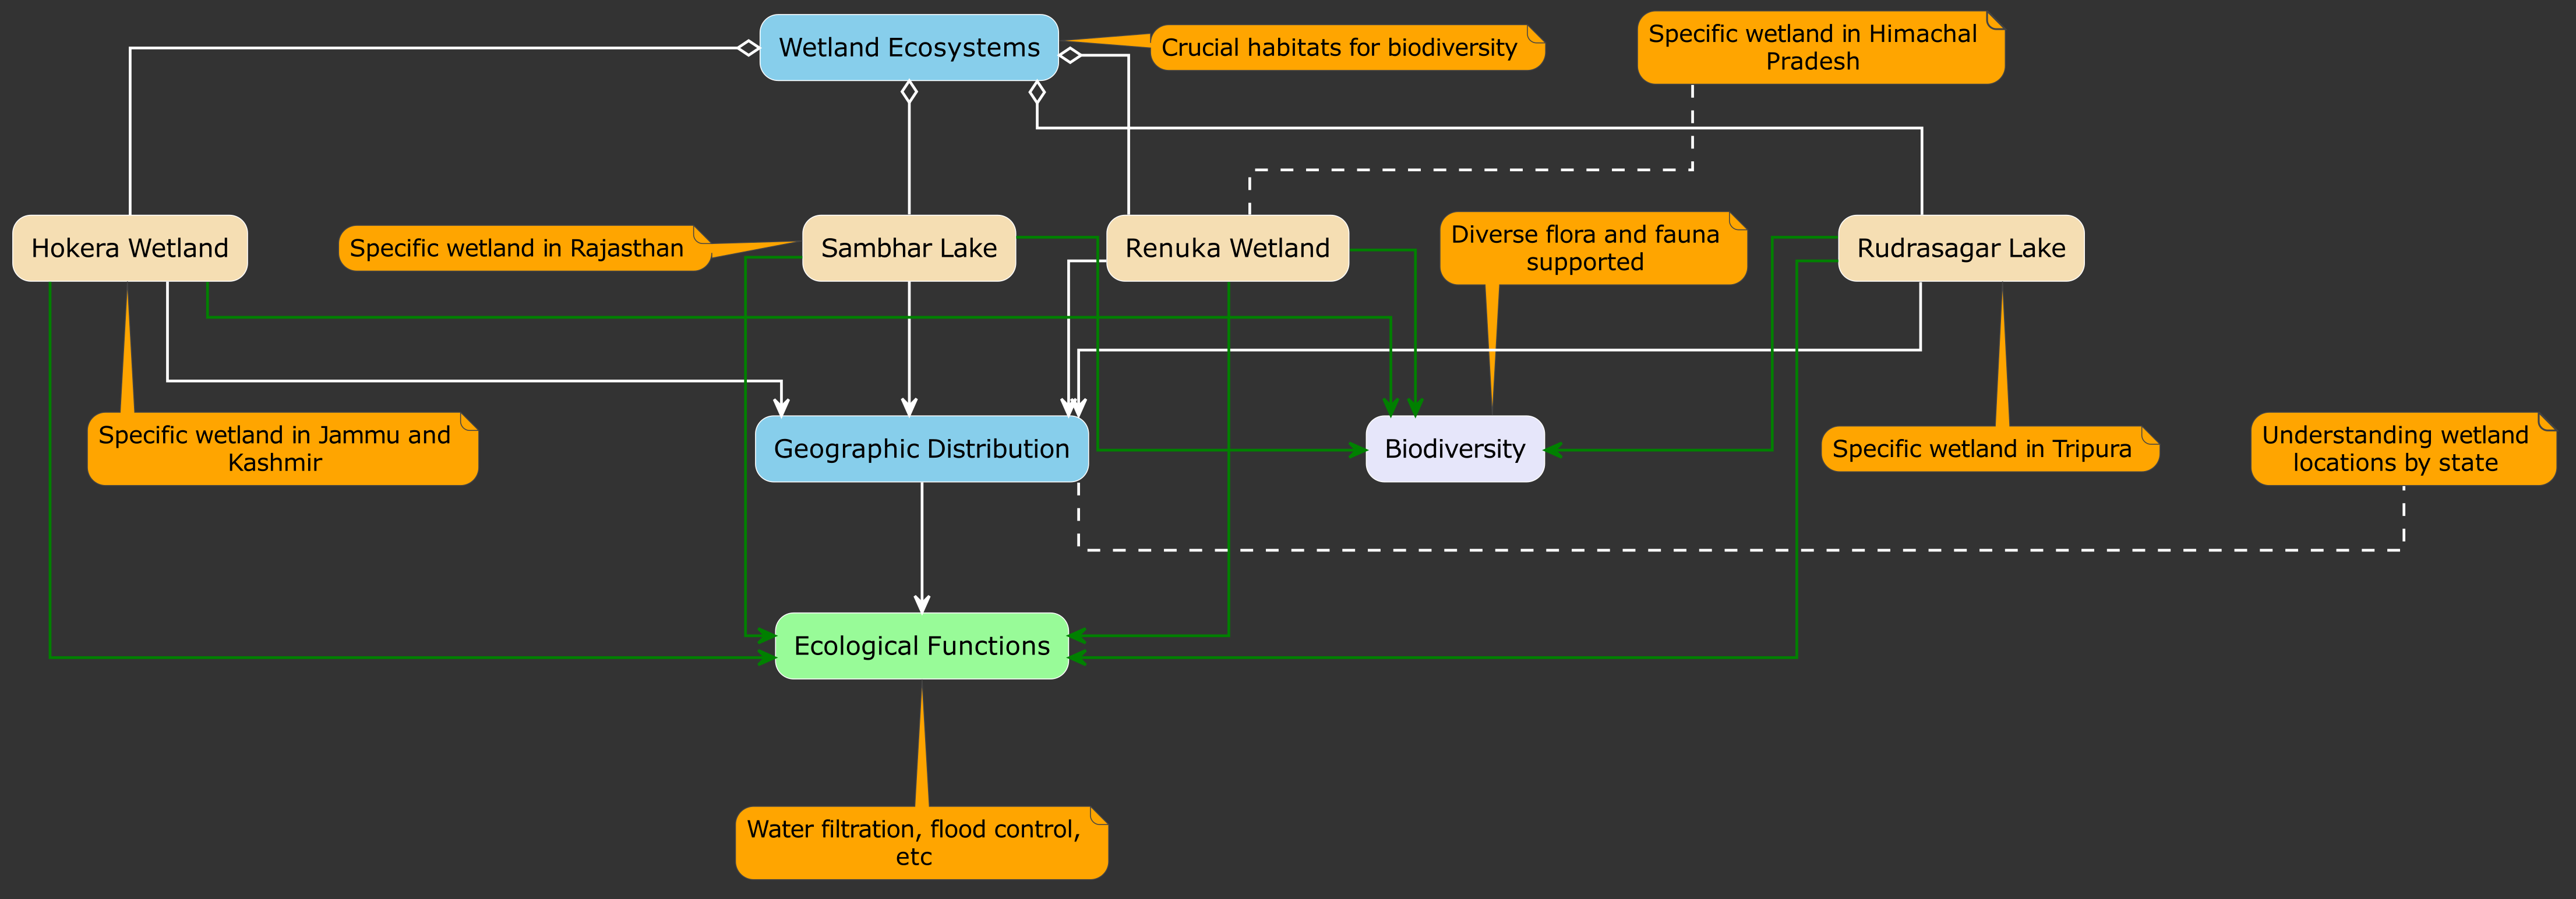 Wetland Ecosystems
Crucial habitats for biodiversity
Specific wetland in Himachal
Pradesh
Hokera Wetland
Specific wetland in Rajasthan
Sambhar Lake
Renuka Wetland
Diverse flora and fauna
supported
Rudrasagar Lake
Specific wetland in Jammu and
Kashmir
Geographic Distribution
Biodiversity
Specific wetland in Tripura
Understanding wetland
locations by state
Ecological Functions
Water filtration, flood control,
etc